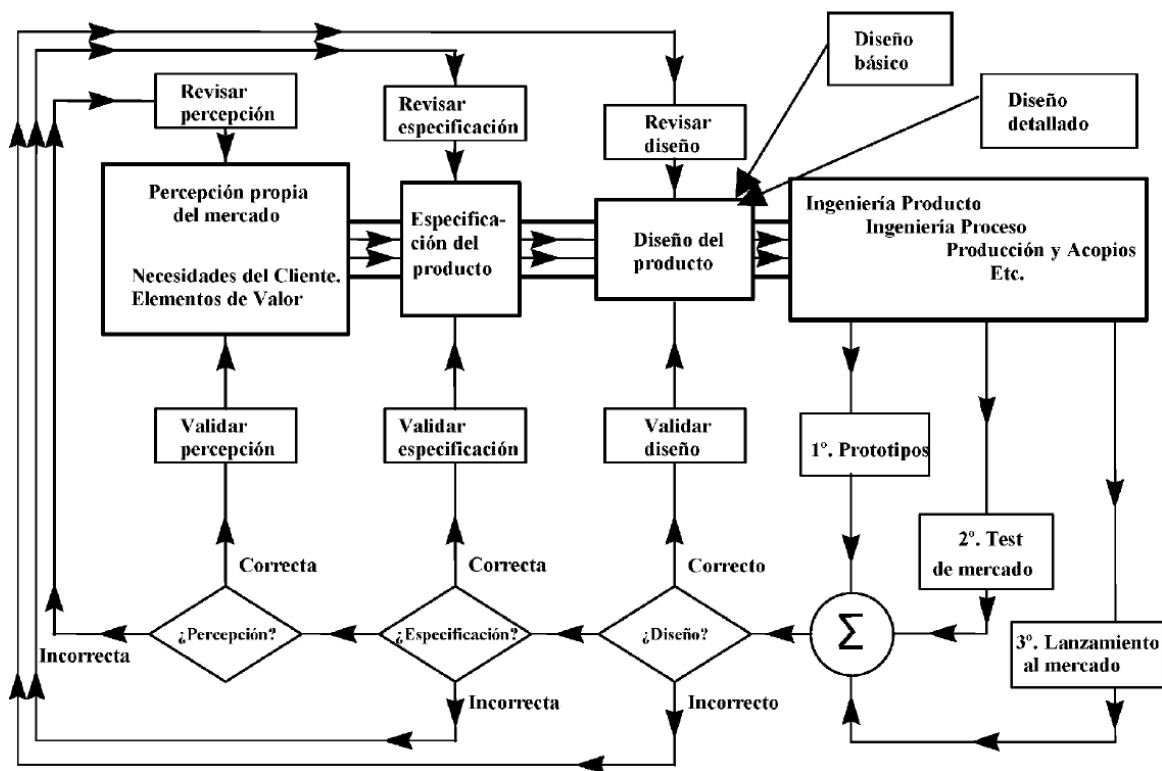 Diseño
básico
Diseño
detallado
Revisar
percepción
Revisar
especificación
Revisar
diseño
Percepción propia
del mercado
Necesidades del Cliente.
Elementos de Valor
Especifica-
ción del
producto
Diseño del
producto
Ingeniería Producto
Ingeniería Proceso
Producción y Acopios
Etc.
Validar
percepción
Validar
especificación
Validar
diseño
1º. Prototipos
2º. Test
de mercado
3º. Lanzamiento
al mercado
Correcta
Correcta
Correcto
¿Percepción?
¿Especificación?
¿Diseño?
Σ
Incorrecta
Incorrecta
Incorrecto